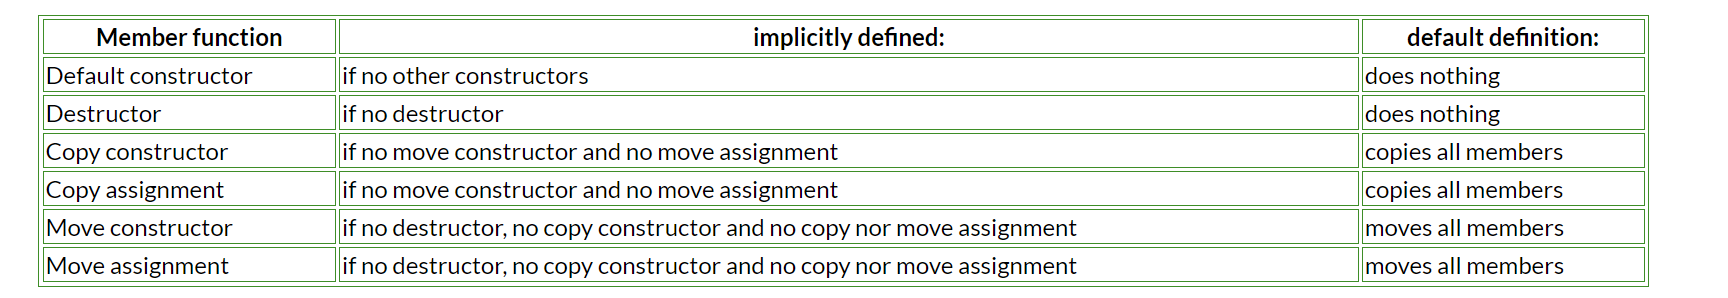 Member function implicitly defined: default definition:
Default constructor if no other constructors does nothing
Destructor if no destructor does nothing
Copy constructor if no move constructor and no move assignment copies all members
Copy assignment if no move constructor and no move assignment copies all members
Move constructor if no destructor, no copy constructor and no copy nor move assignment moves all members
Move assignment if no destructor, no copy constructor and no copy nor move assignment moves all members